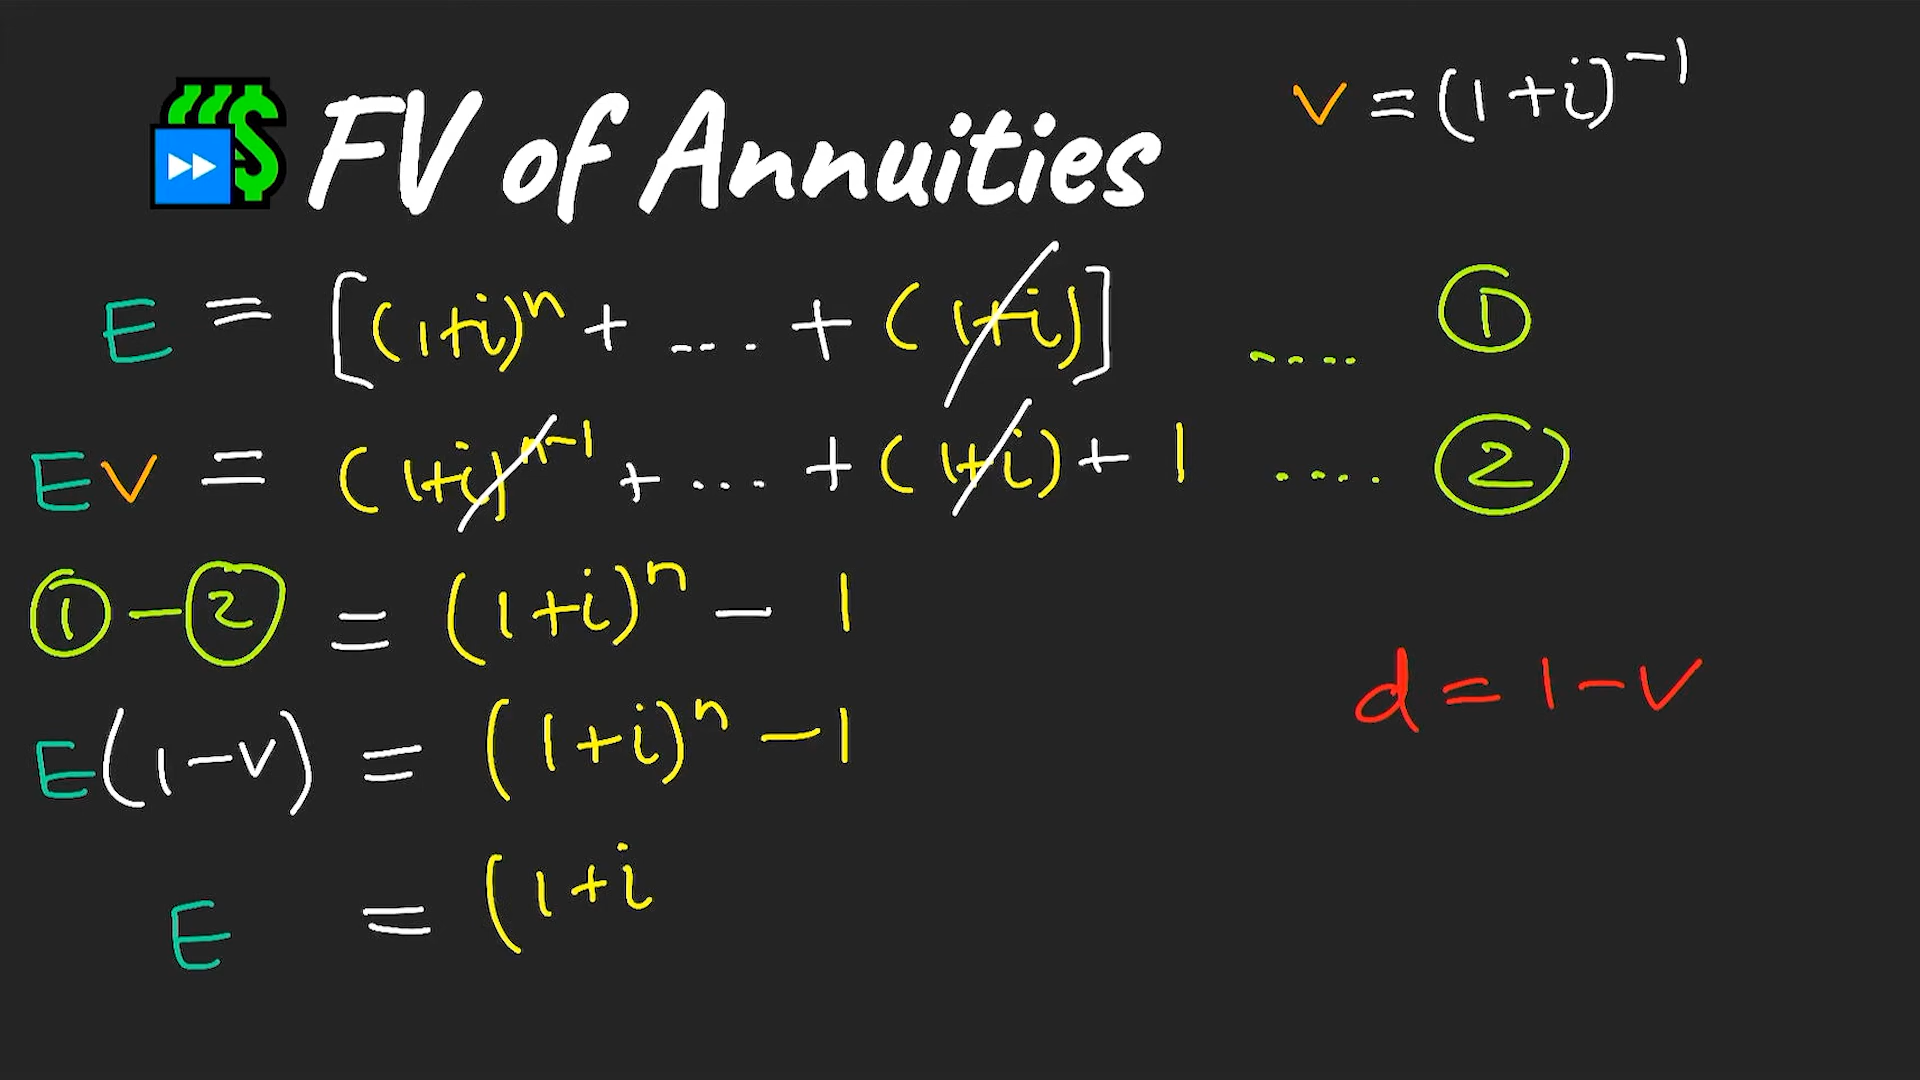 FV of Annuities
v = (1+i)^-1
E = [(1+i)^n + ... + (1+i)] .... ①
Ev = (1+i)^n-1 + ... + (1+i) + 1 .... ②
① - ② = (1+i)^n - 1
d = 1 - v
E(1-v) = (1+i)^n - 1
E = (1+i